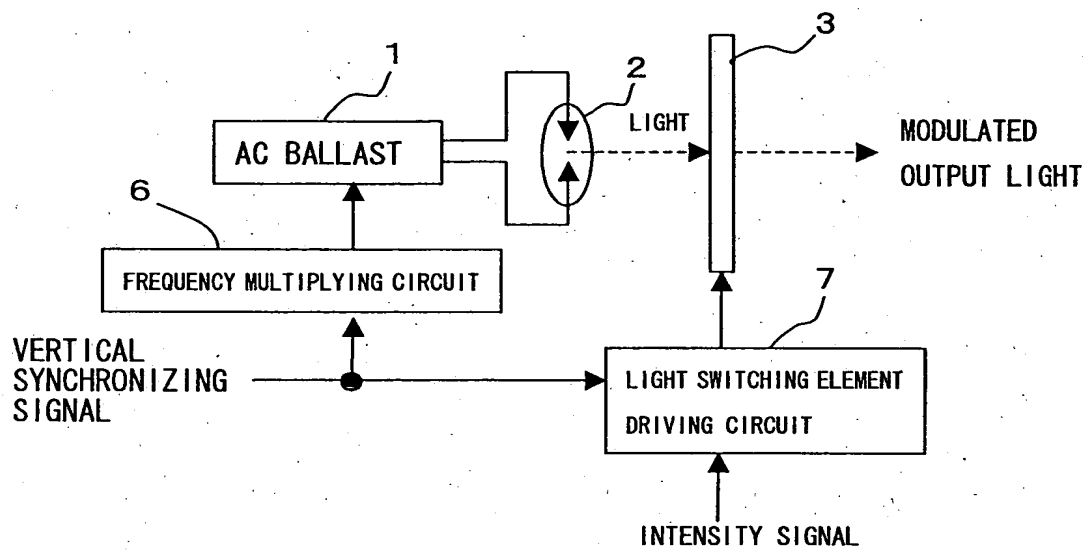 1
2
3
AC BALLAST
LIGHT
MODULATED
OUTPUT LIGHT
6
FREQUENCY MULTIPLYING CIRCUIT
7
VERTICAL
SYNCHRONIZING
SIGNAL
LIGHT SWITCHING ELEMENT
DRIVING CIRCUIT
INTENSITY SIGNAL